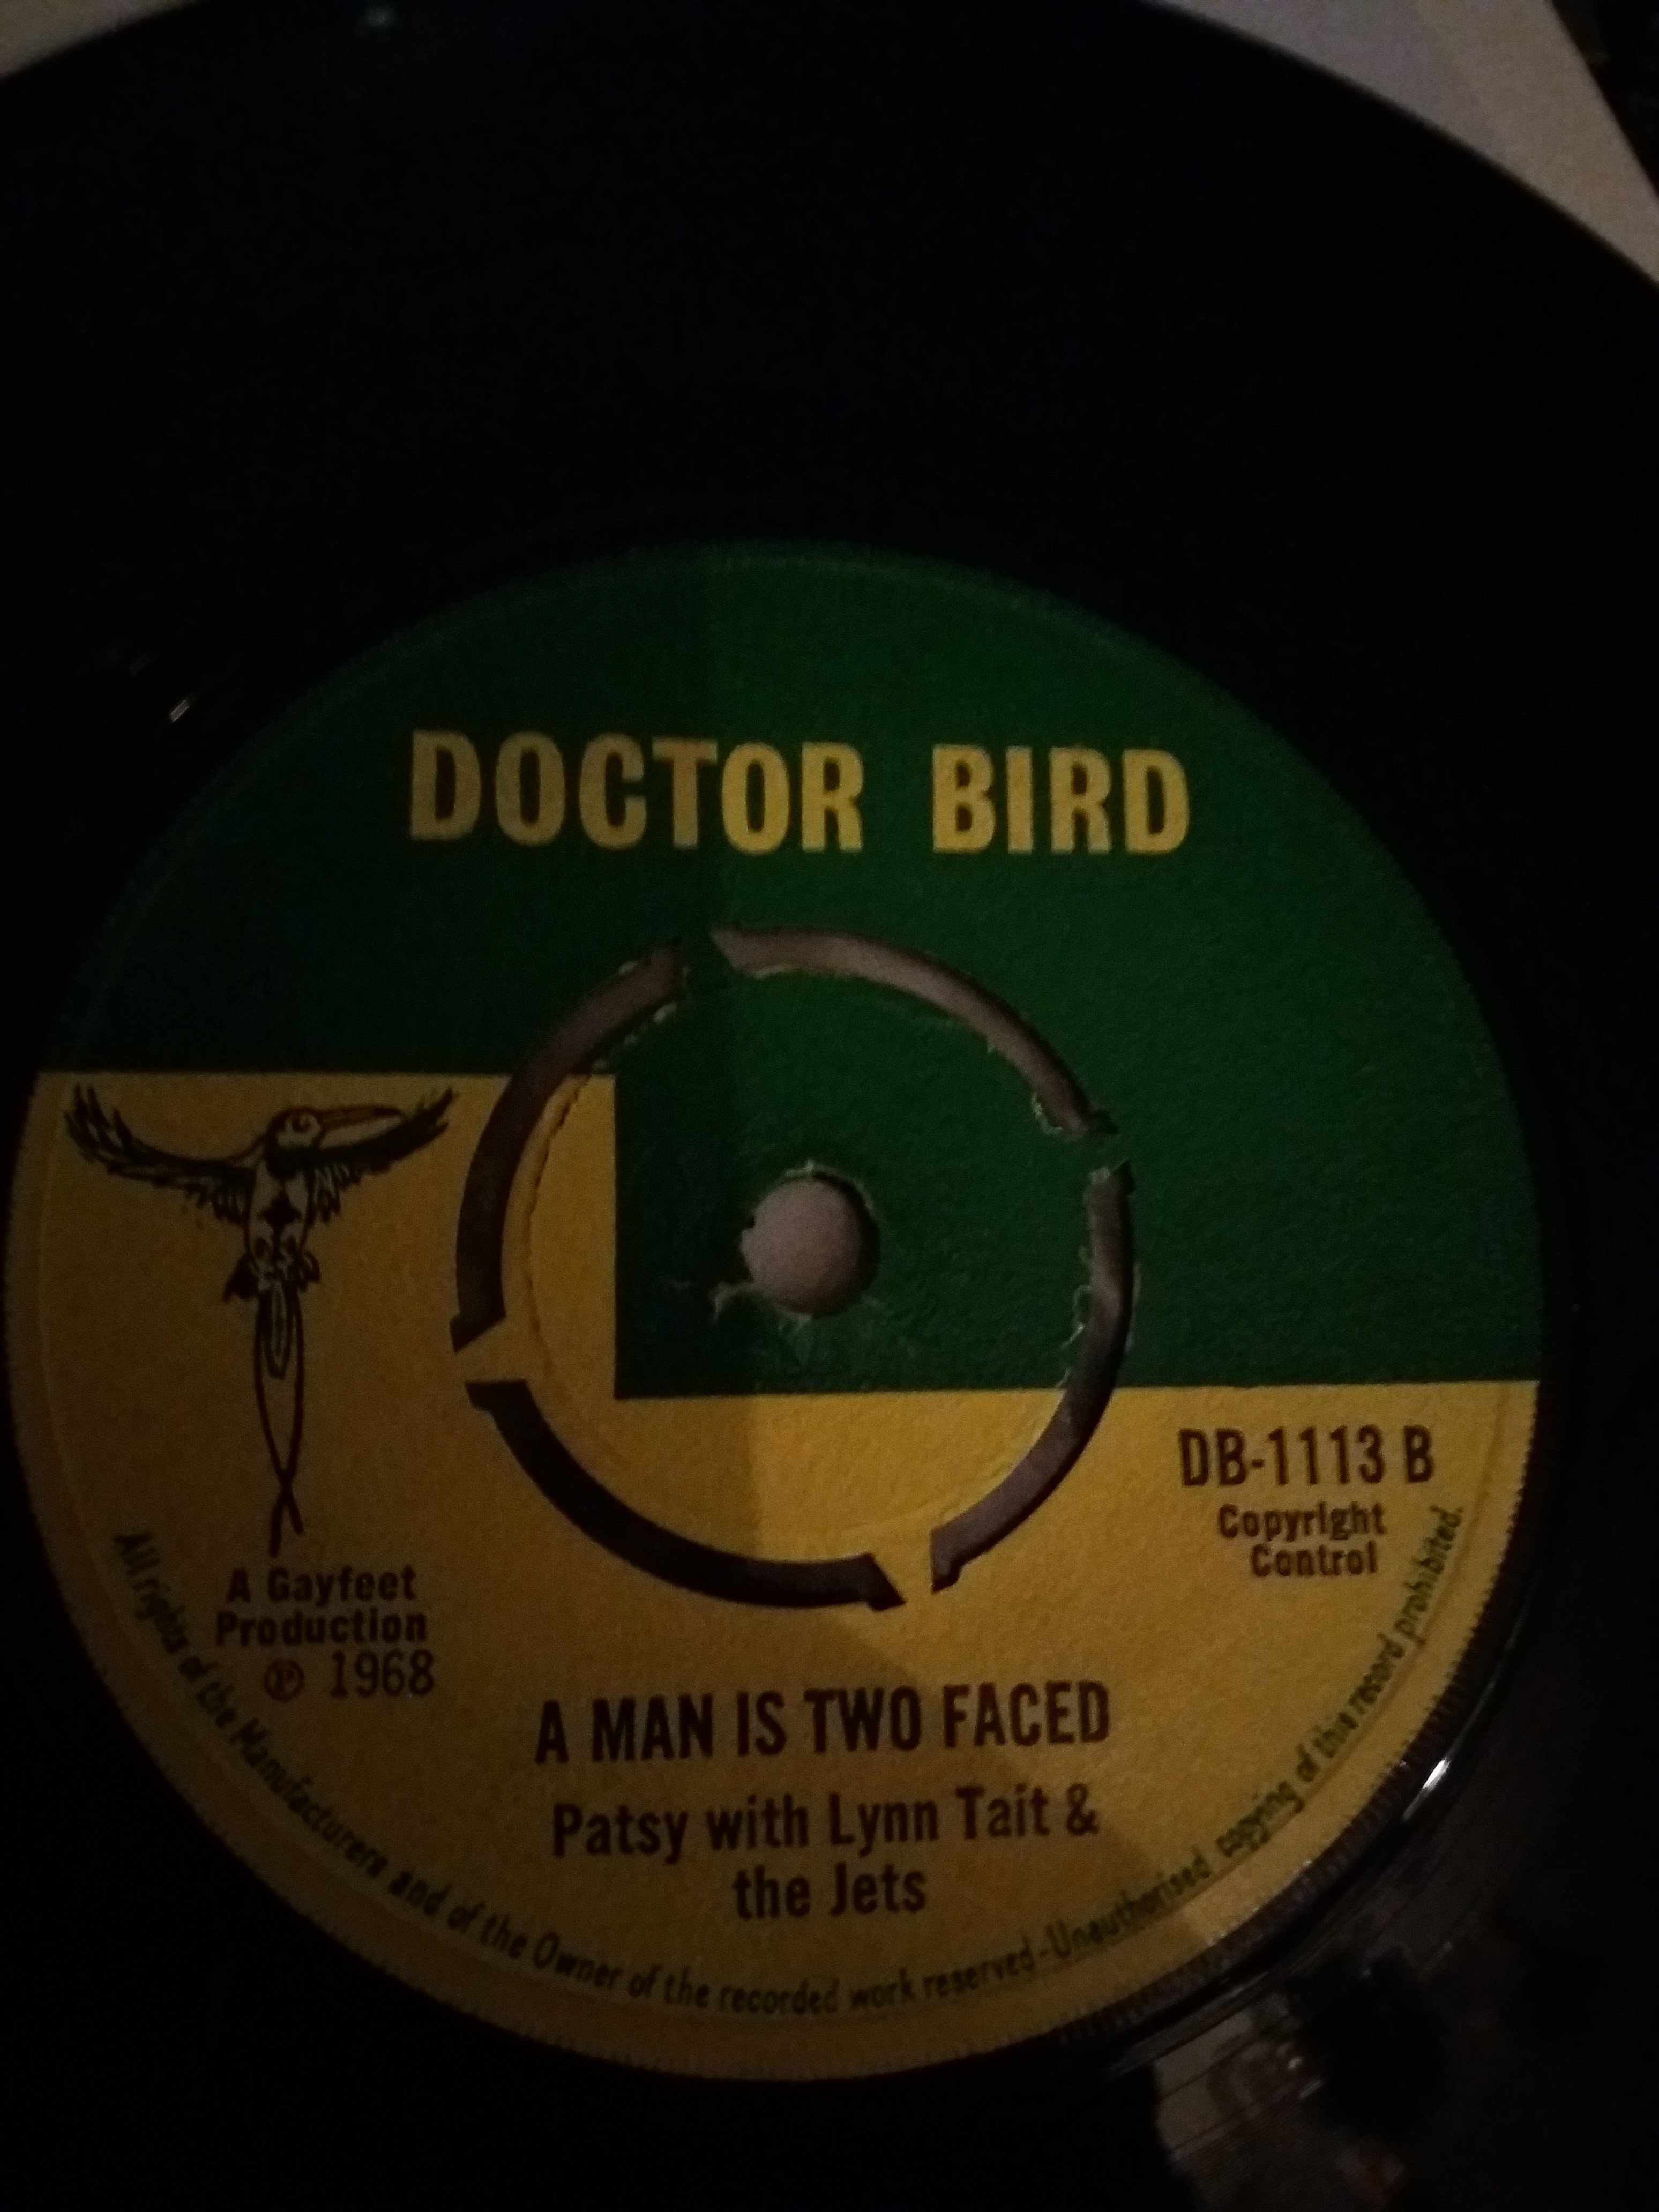 DOCTOR BIRD
DB-1113 B
Copyright
Control
A Gayfeet
Production
℗ 1968
A MAN IS TWO FACED
Patsy with Lynn Tait &
the Jets
All rights of the Manufacturers and of the Owner of the recorded work reserved-Unauthorised copying of this record prohibited.